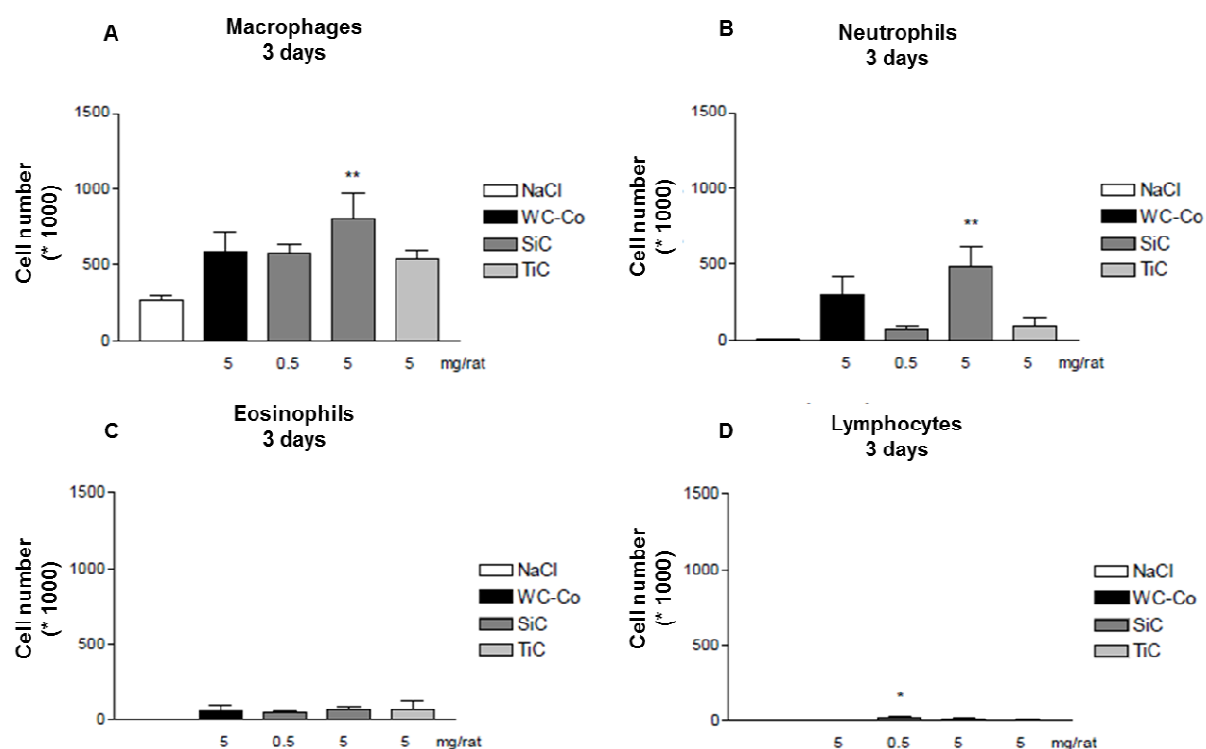 A
Macrophages
3 days
Cell number
(* 1000)
1500
1000
500
0
**
5 0.5 5 5 mg/rat
NaCl
WC-Co
SiC
TiC
B
Neutrophils
3 days
Cell number
(* 1000)
1500
1000
500
0
**
5 0.5 5 5 mg/rat
NaCl
WC-Co
SiC
TiC
C
Eosinophils
3 days
Cell number
(* 1000)
1500
1000
500
0
5 0.5 5 5 mg/rat
NaCl
WC-Co
SiC
TiC
D
Lymphocytes
3 days
Cell number
(* 1000)
1500
1000
500
0
*
5 0.5 5 5 mg/rat
NaCl
WC-Co
SiC
TiC